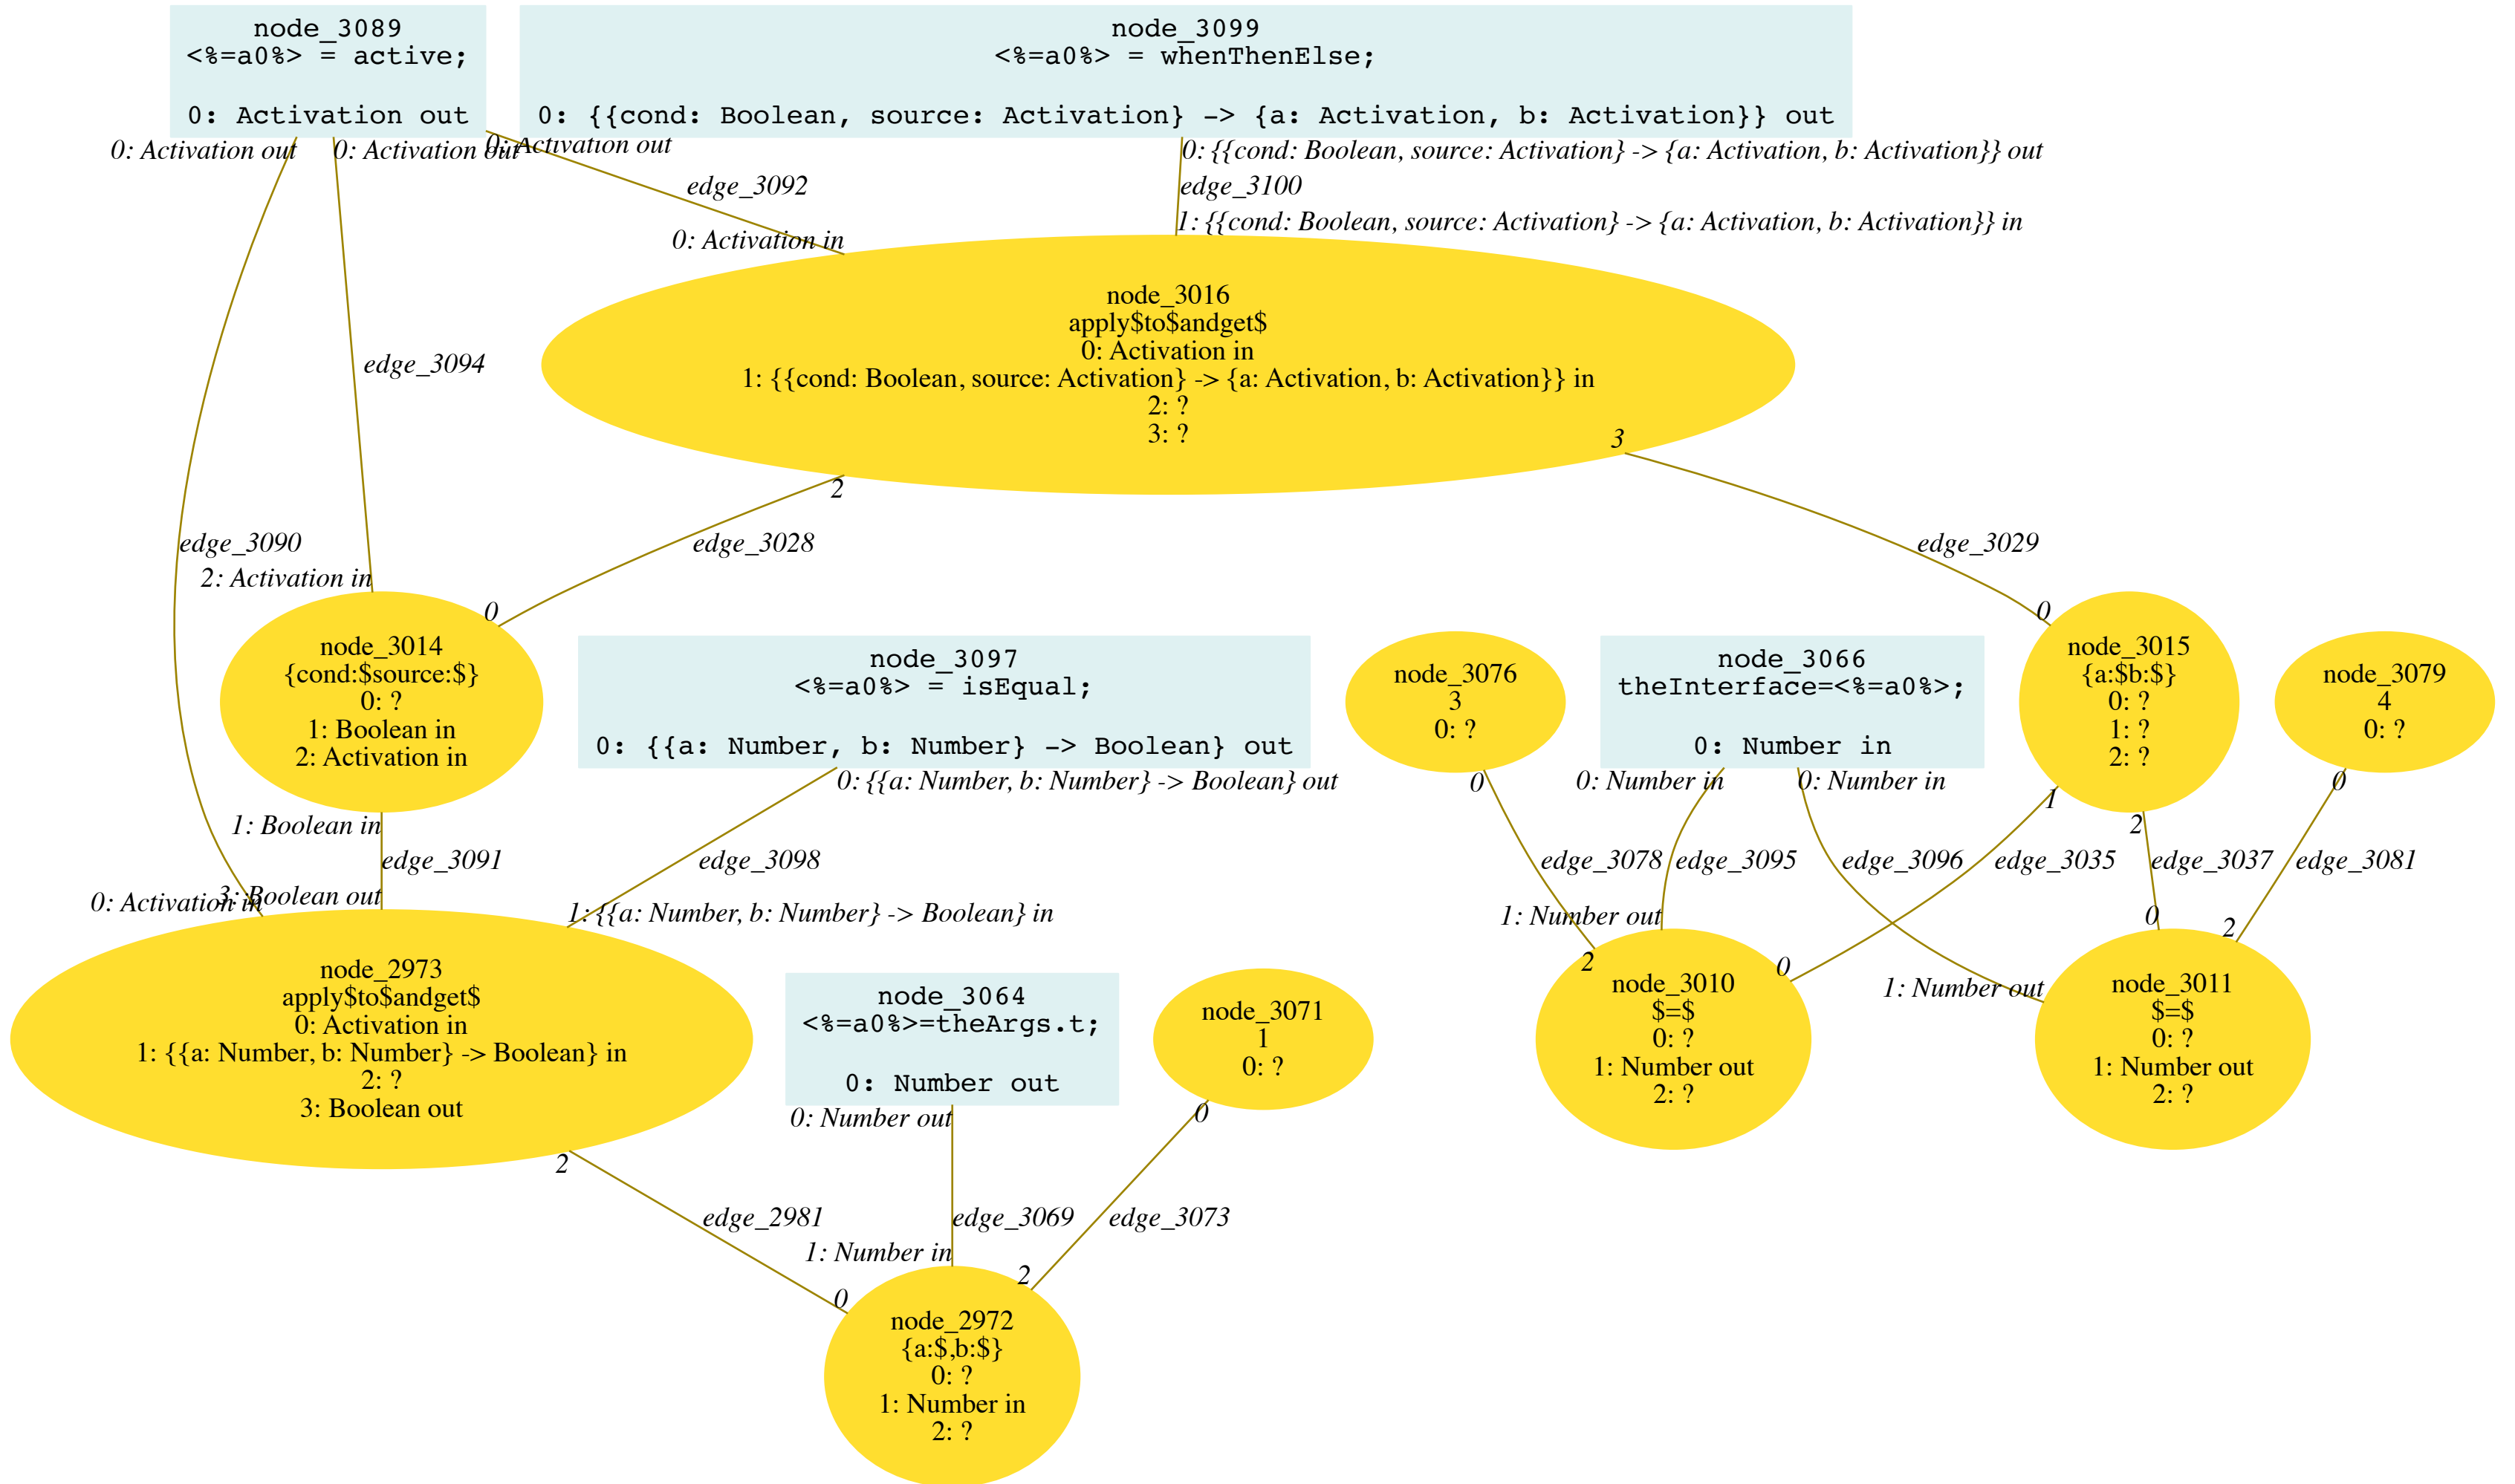 node_3089
<%=a0%> = active;
0: Activation out
node_3099
<%=a0%> = whenThenElse;
0: {{cond: Boolean, source: Activation} -> {a: Activation, b: Activation}} out
0: Activation out
0: Activation out
0: Activation out
0: {{cond: Boolean, source: Activation} -> {a: Activation, b: Activation}} out
edge_3092
edge_3100
0: Activation in
1: {{cond: Boolean, source: Activation} -> {a: Activation, b: Activation}} in
node_3016
apply$to$andget$
0: Activation in
1: {{cond: Boolean, source: Activation} -> {a: Activation, b: Activation}} in
2: ?
3: ?
edge_3094
2
3
edge_3090
edge_3028
edge_3029
2: Activation in
0
0
node_3014
{cond:$source:$}
0: ?
1: Boolean in
2: Activation in
node_3097
<%=a0%> = isEqual;
0: {{a: Number, b: Number} -> Boolean} out
node_3076
3
0: ?
node_3066
theInterface=<%=a0%>;
0: Number in
node_3015
{a:$b:$}
0: ?
1: ?
2: ?
node_3079
4
0: ?
1: Boolean in
0: {{a: Number, b: Number} -> Boolean} out
0
0: Number in
0: Number in
1
2
0
edge_3091
edge_3098
edge_3078
edge_3095
edge_3096
edge_3035
edge_3037
edge_3081
0: Activation in
3: Boolean out
1: {{a: Number, b: Number} -> Boolean} in
1: Number out
2
0
1: Number out
0
2
node_2973
apply$to$andget$
0: Activation in
1: {{a: Number, b: Number} -> Boolean} in
2: ?
3: Boolean out
node_3064
<%=a0%>=theArgs.t;
0: Number out
node_3071
1
0: ?
node_3010
$=$
0: ?
1: Number out
2: ?
node_3011
$=$
0: ?
1: Number out
2: ?
2
0: Number out
0
edge_2981
edge_3069
edge_3073
0
1: Number in
2
node_2972
{a:$,b:$}
0: ?
1: Number in
2: ?